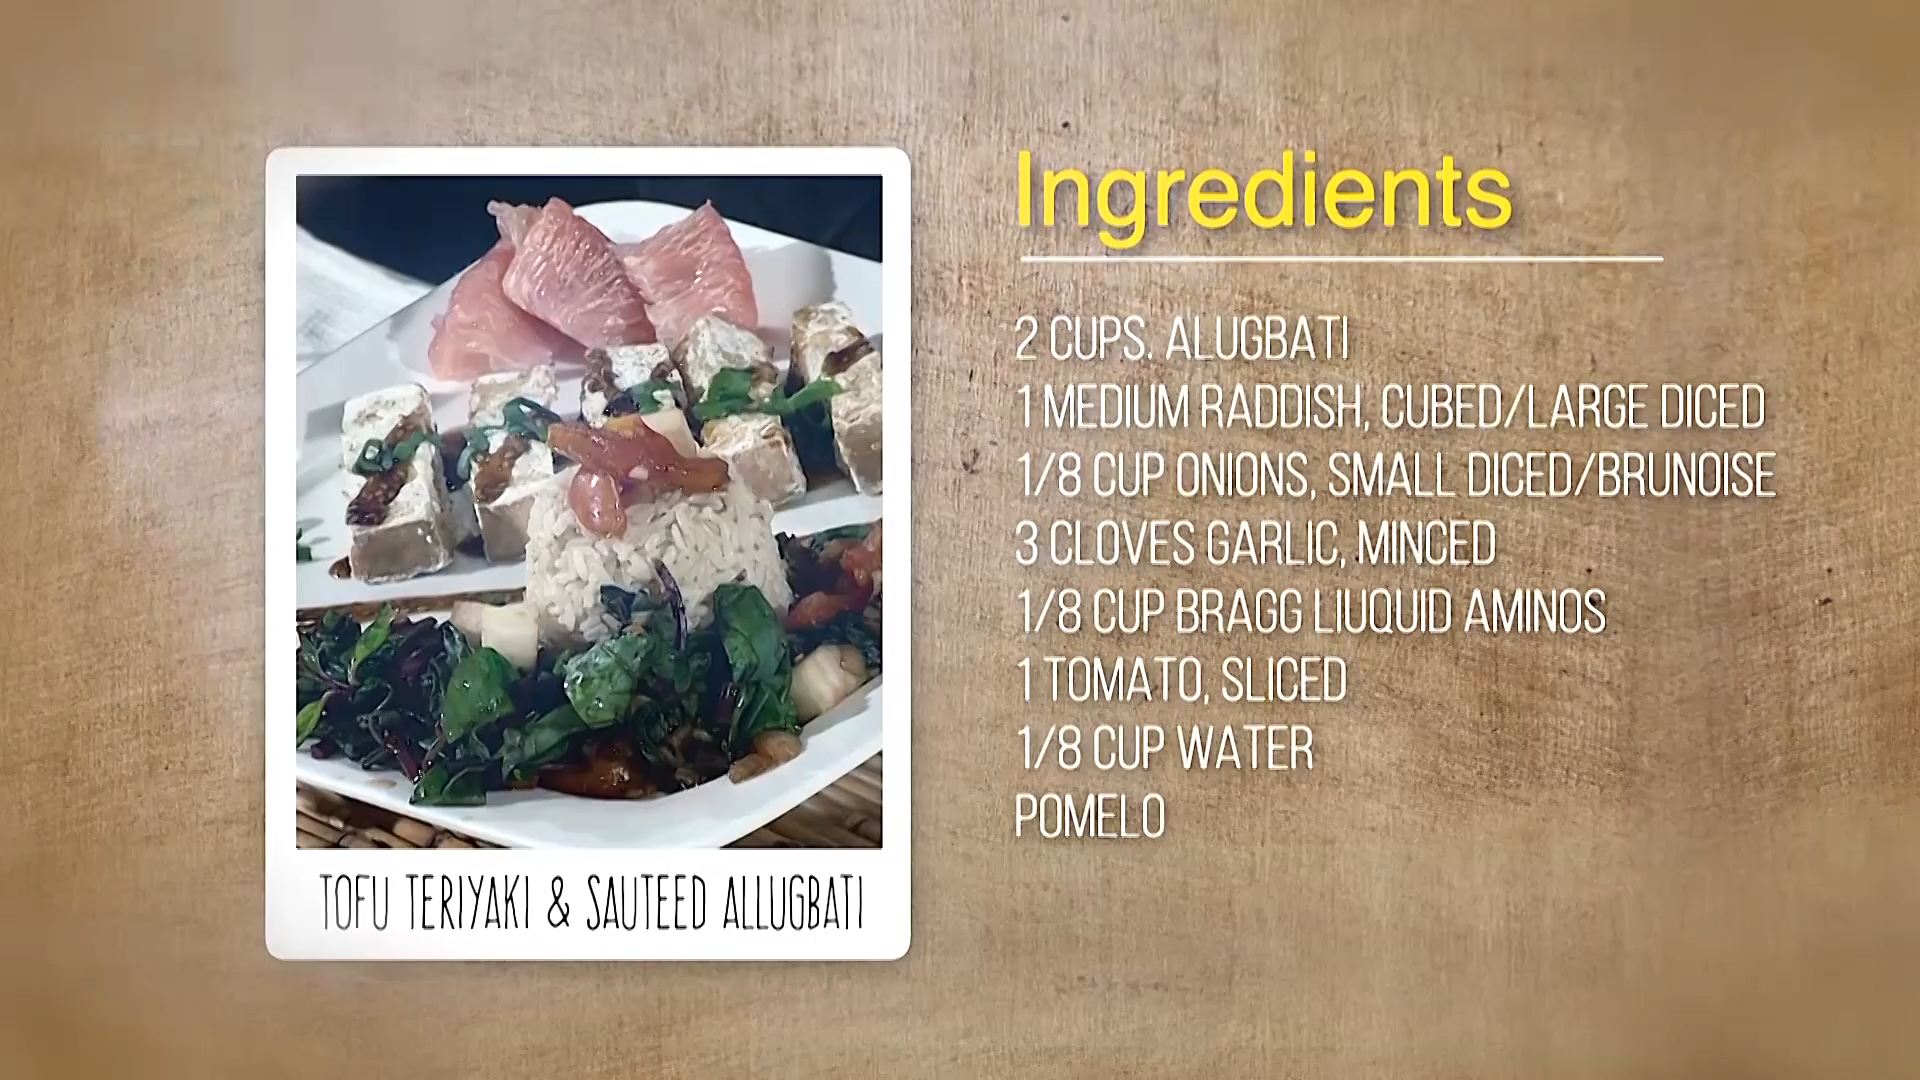 Ingredients
2 CUPS. ALUGBATI
1 MEDIUM RADDISH, CUBED/LARGE DICED
1/8 CUP ONIONS, SMALL DICED/BRUNOISE
3 CLOVES GARLIC, MINCED
1/8 CUP BRAGG LIUQUID AMINOS
1 TOMATO, SLICED
1/8 CUP WATER
POMELO
TOFU TERIYAKI & SAUTEED ALLUGBATI